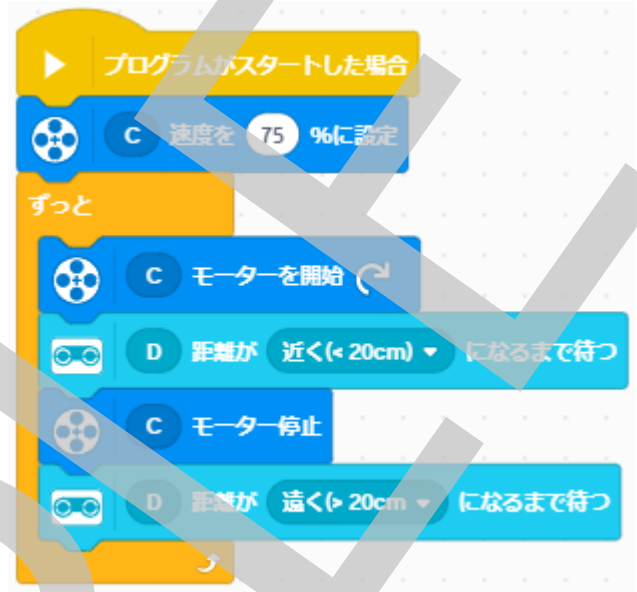 プログラムがスタートした場合
C 速度を 75 %に設定
ずっと
C モーターを開始
D 距離が 近く(< 20cm) になるまで待つ
C モーター停止
D 距離が 遠く(> 20cm になるまで待つ